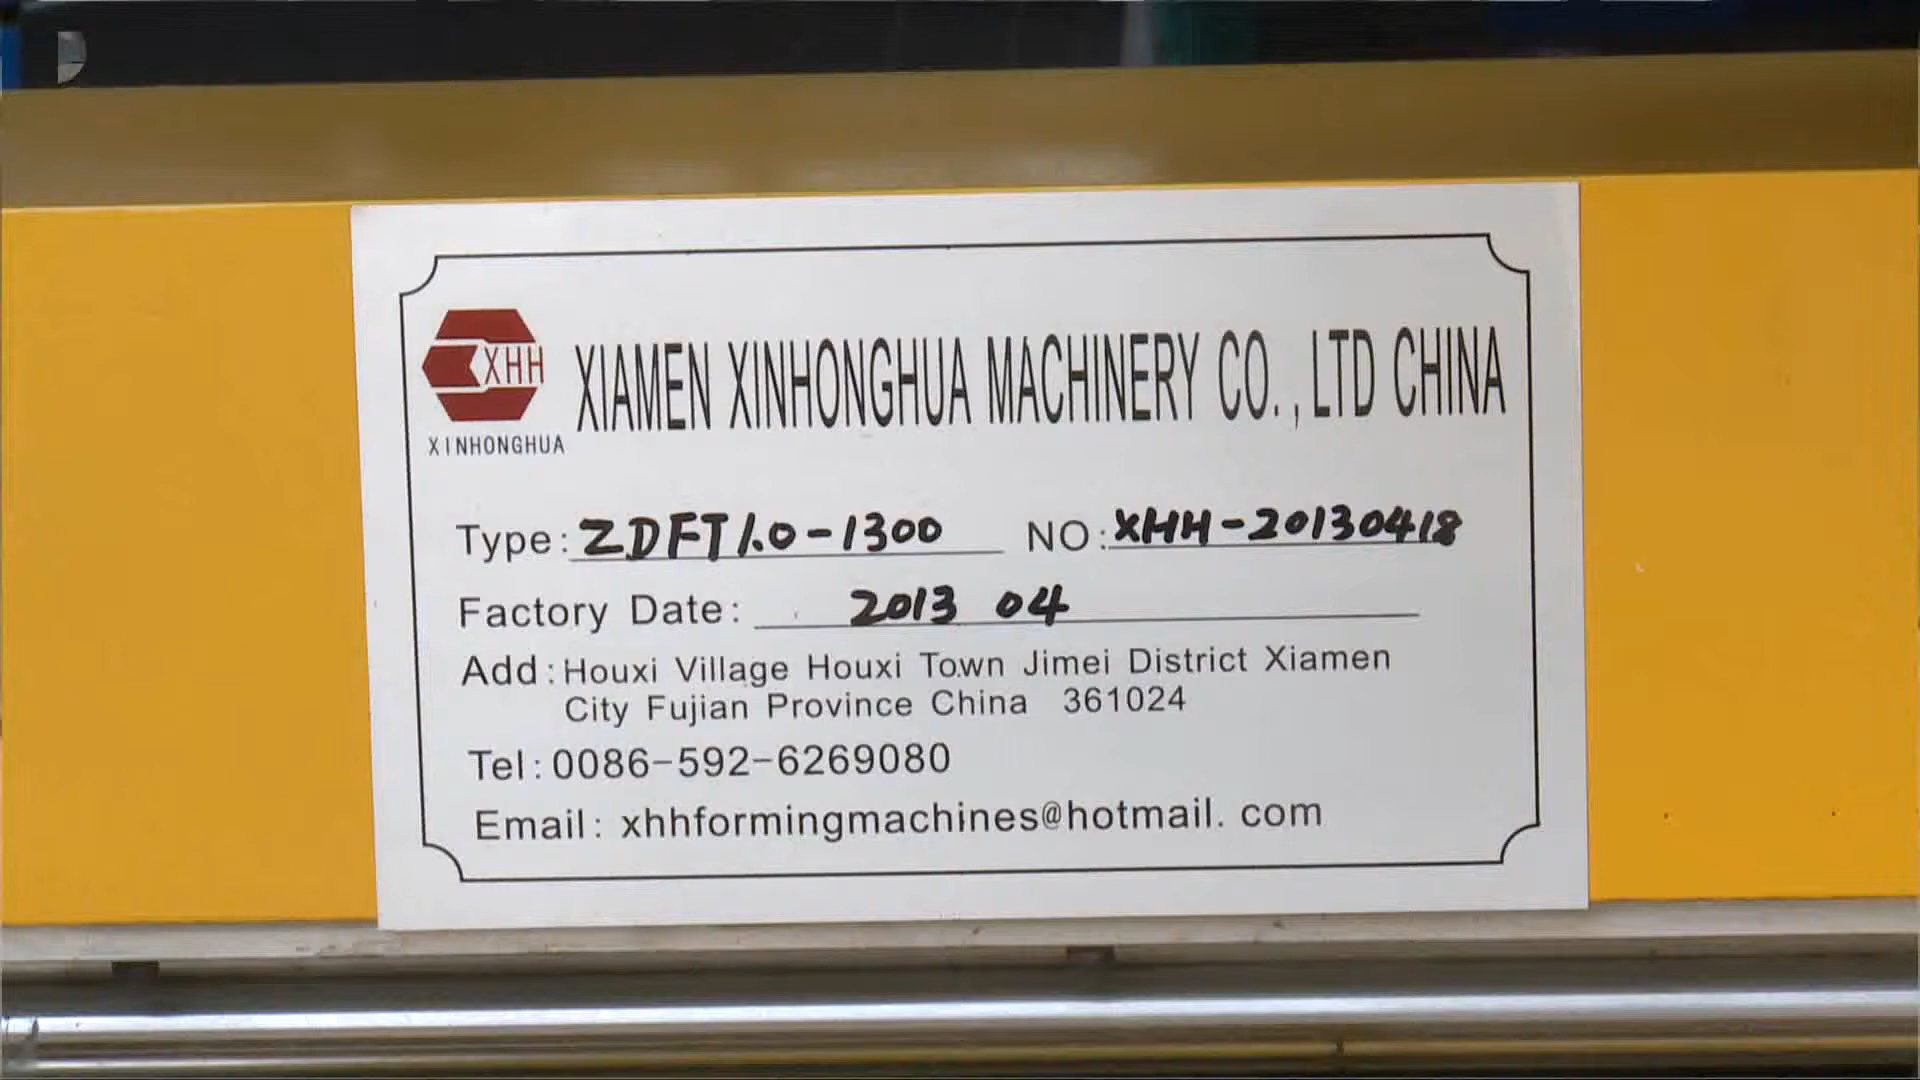 XHH
XINHONGHUA
XIAMEN XINHONGHUA MACHINERY CO.,LTD CHINA
Type: ZDFT1.0-1300 NO: XHH-20130418
Factory Date: 2013 04
Add: Houxi Village Houxi Town Jimei District Xiamen
City Fujian Province China 361024
Tel: 0086-592-6269080
Email: xhhformingmachines@hotmail. com